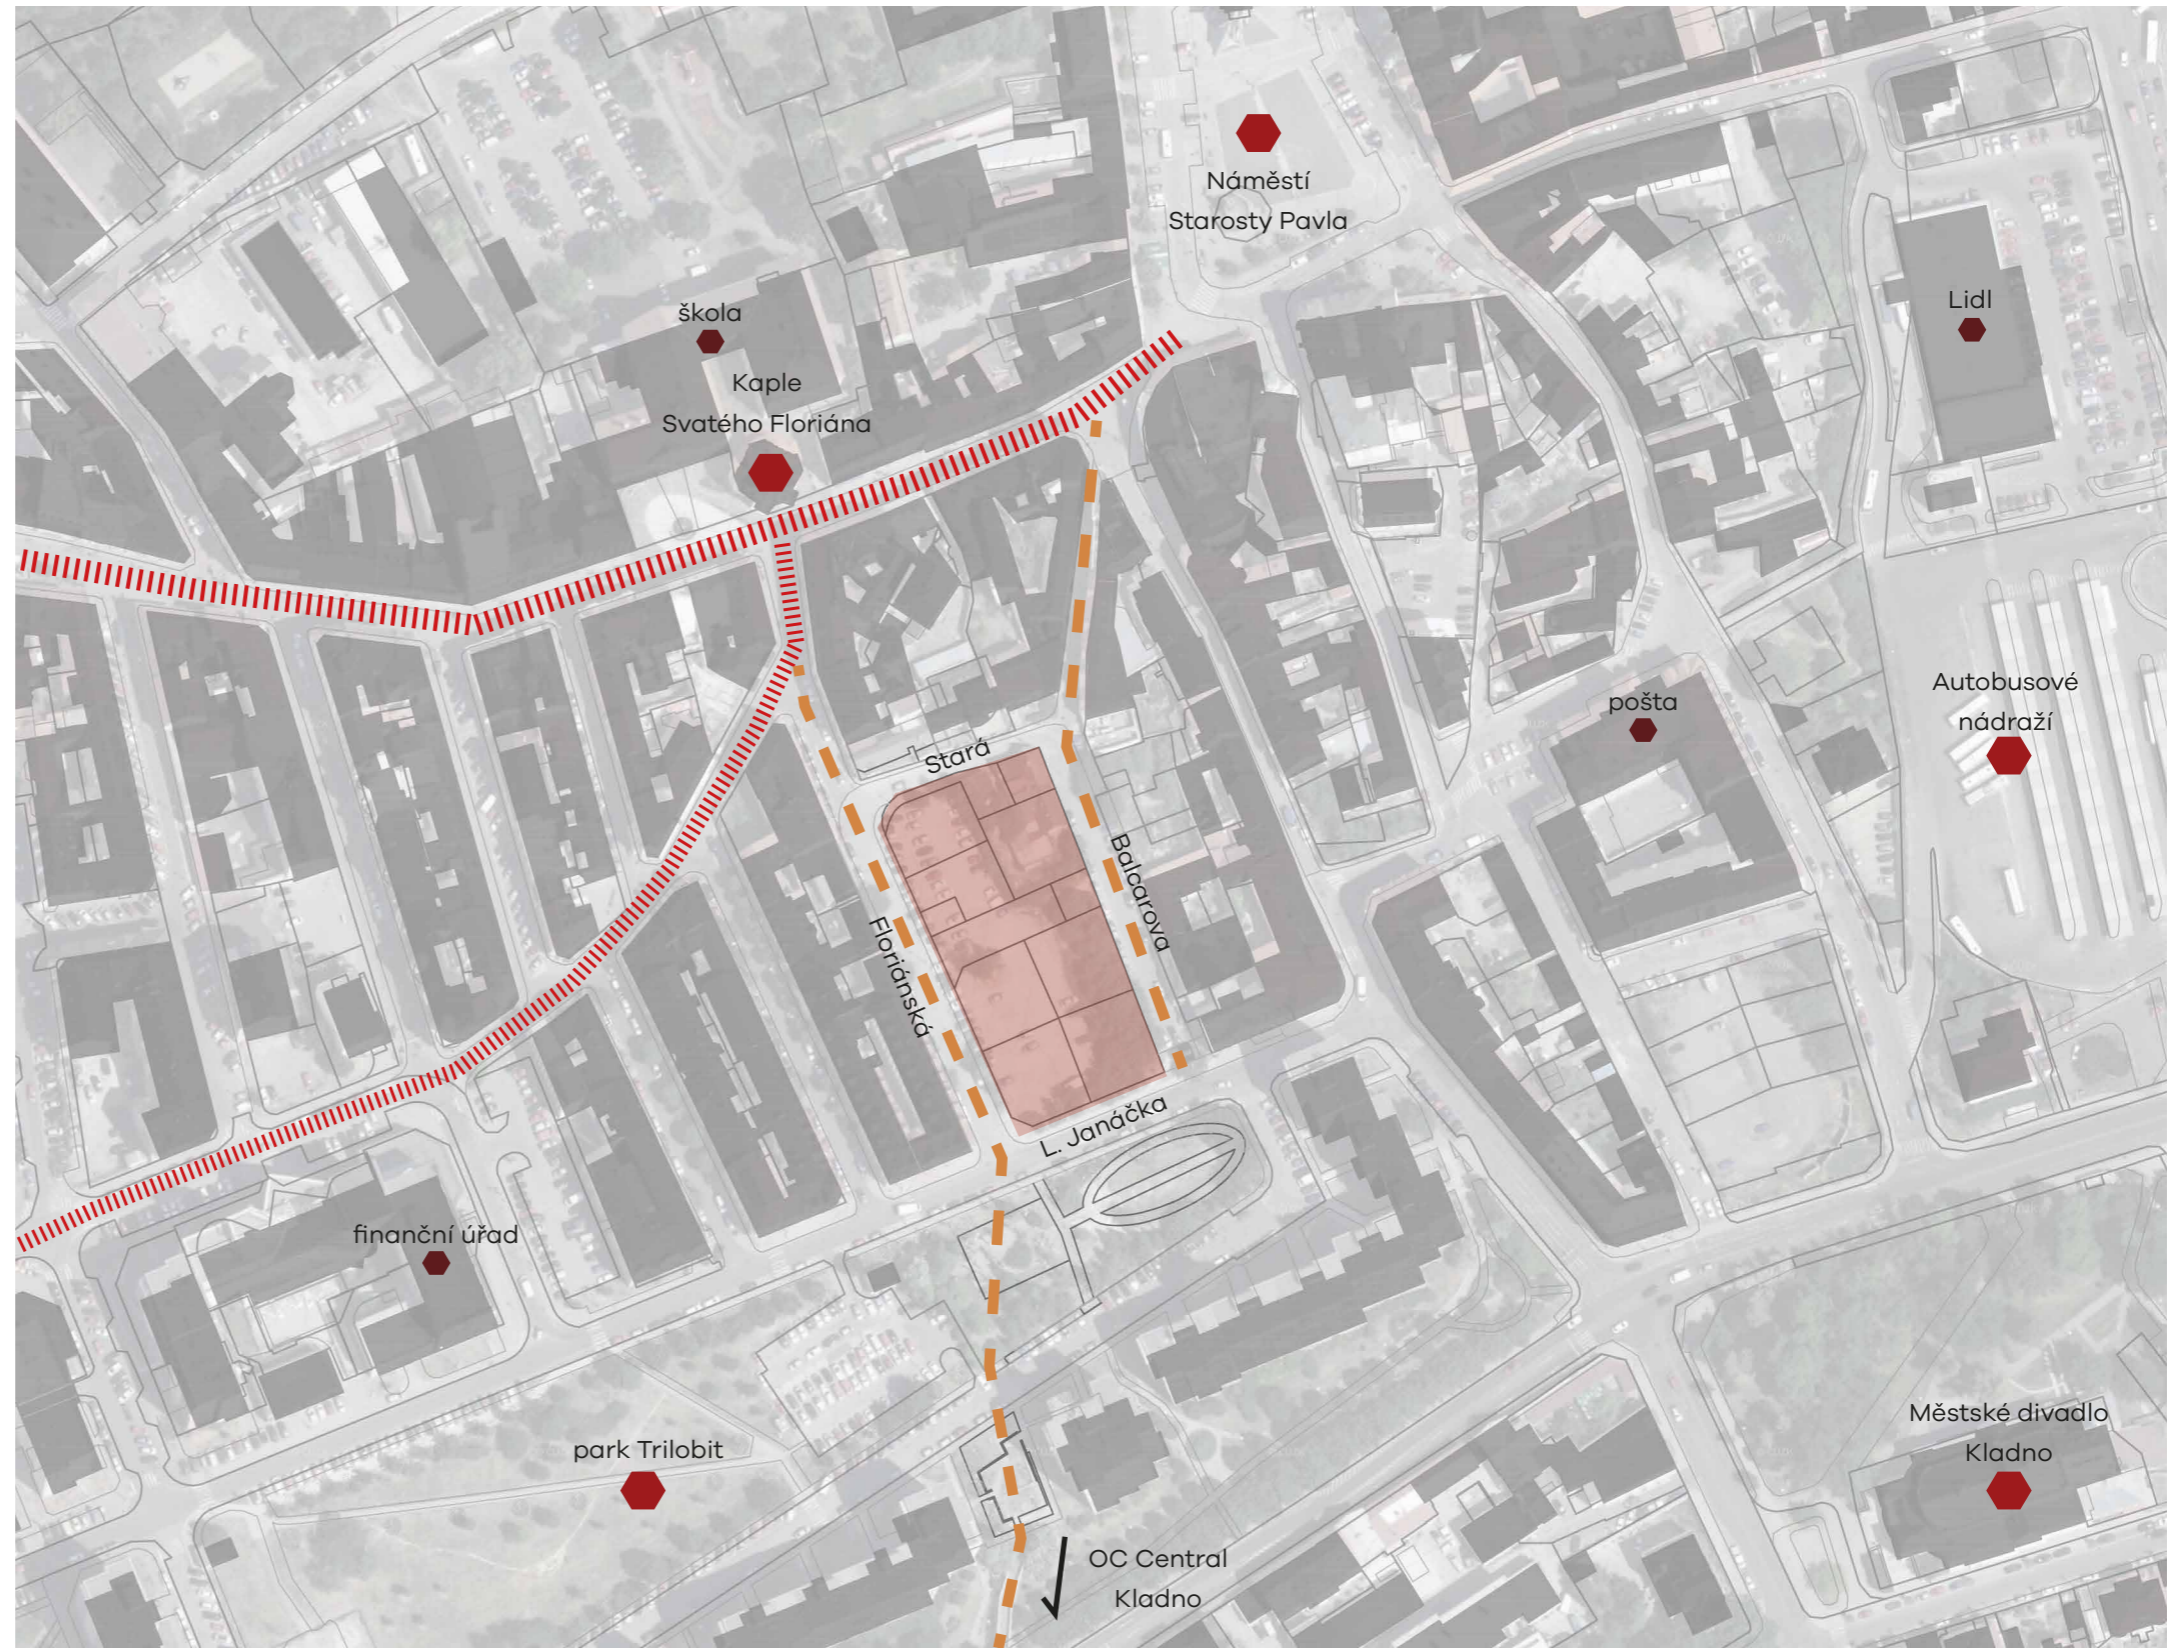 Náměstí
Starosty Pavla
škola
Lidl
Kaple
Svatého Floriána
Autobusové
nádraží
pošta
Stará
Balcarova
Floriánská
L. Janáčka
finanční úřad
park Trilobit
Městské divadlo
Kladno
OC Central
Kladno